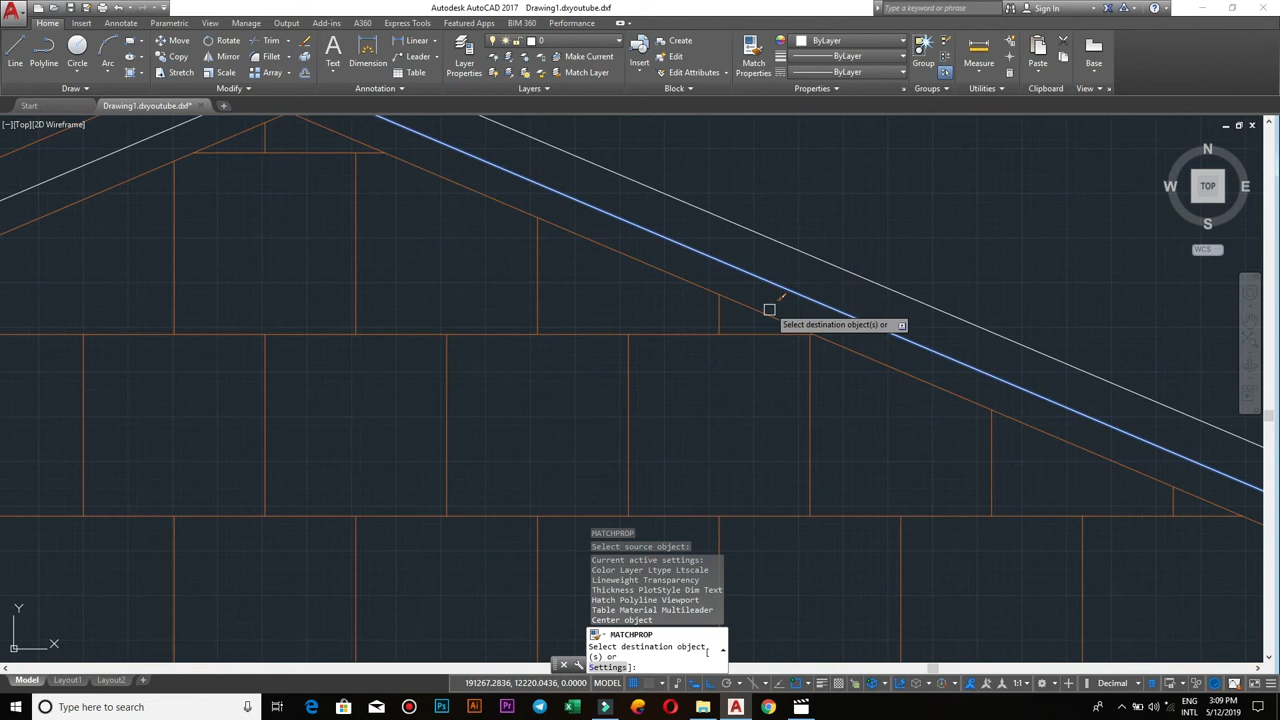 Autodesk AutoCAD 2017 Drawing1.dxyoutube.dxf
Type a keyword or phrase
Sign In
Home Insert Annotate Parametric View Manage Output Add-ins A360 Express Tools Featured Apps BIM 360 Performance
Line
Polyline
Circle
Arc
Move
Copy
Stretch
Rotate
Mirror
Scale
Trim
Fillet
Array
Text
Dimension
Linear
Leader
Table
Layer
Properties
0
Make Current
Match Layer
Insert
Create
Edit
Edit Attributes
Match
Properties
ByLayer
ByLayer
ByLayer
Group
Measure
Paste
Base
Draw
Modify
Annotation
Layers
Block
Properties
Groups
Utilities
Clipboard
View
Start
Drawing1.dxyoutube.dxf*
[−][Top][2D Wireframe]
N
W
TOP
E
S
WCS
Select destination object(s) or
MATCHPROP
Select source object:
Current active settings:
Color Layer Ltype Ltscale
Lineweight Transparency
Thickness PlotStyle Dim Text
Hatch Polyline Viewport
Table Material Multileader
Center object
MATCHPROP
Select destination object
(s) or
Settings]:
Y
X
Model
Layout1
Layout2
191267.2836, 12220.0436, 0.0000
MODEL
1:1
Decimal
Type here to search
ENG
INTL
3:09 PM
5/12/2019